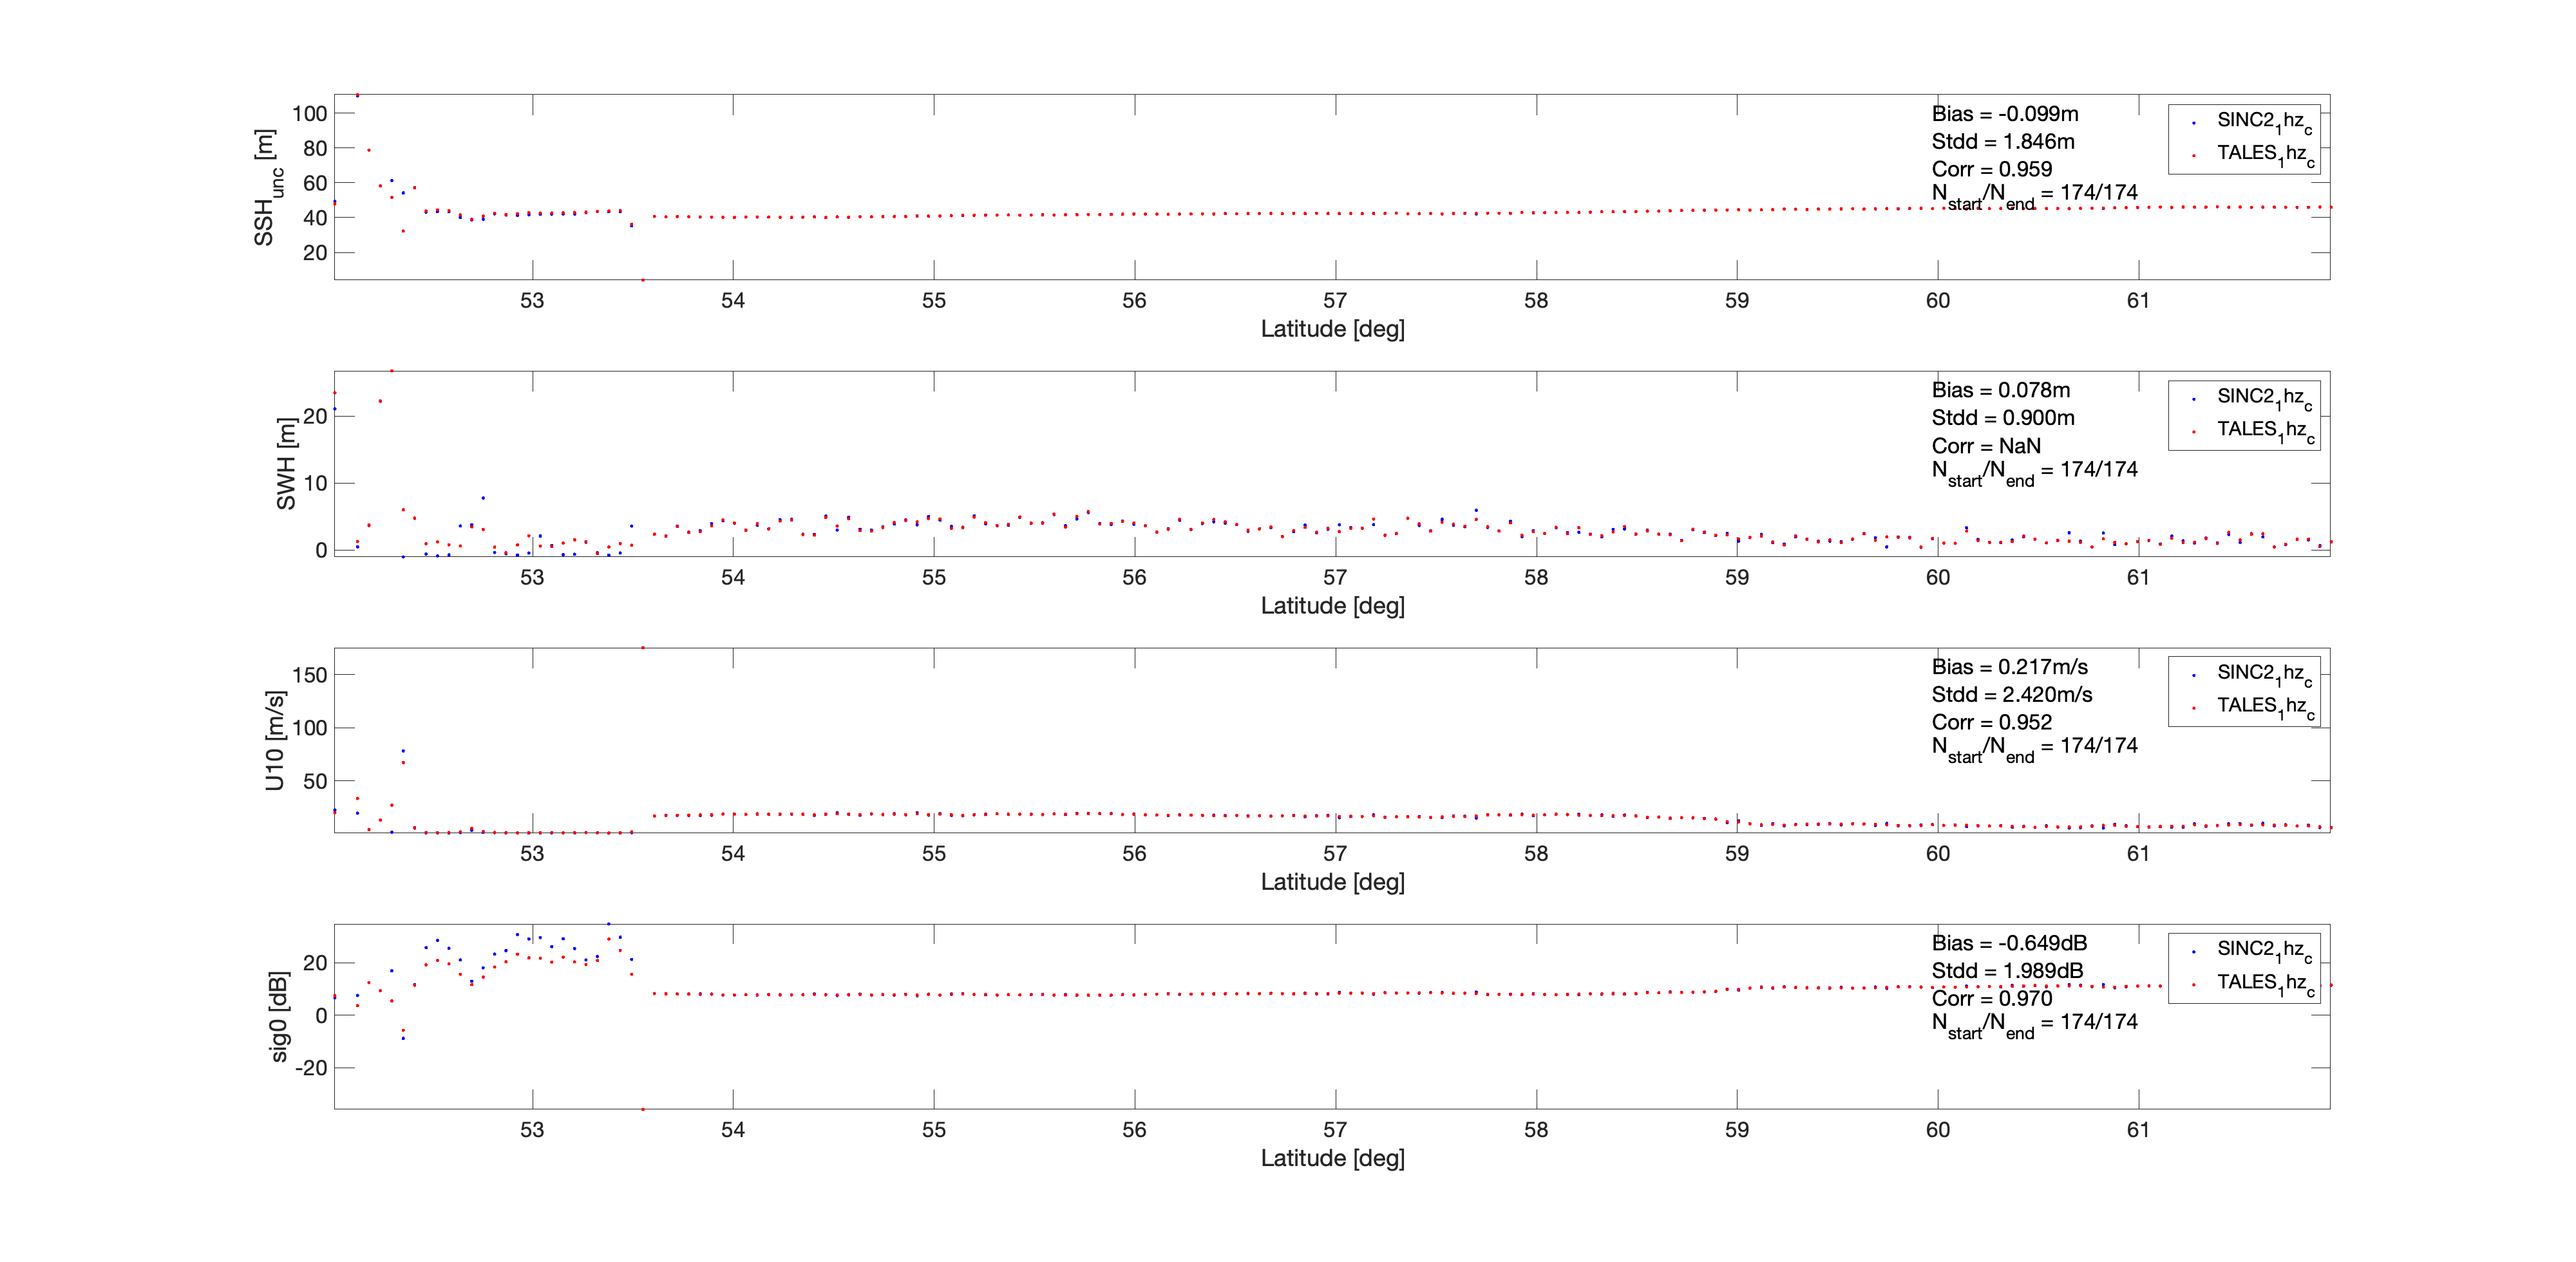 SSHunc [m]
100
80
60
40
20
Bias = -0.099m
Stdd = 1.846m
Corr = 0.959
Nstart/Nend = 174/174
SINC21hzc
TALES1hzc
53 54 55 56 57 58 59 60 61
Latitude [deg]
SWH [m]
20
10
0
Bias = 0.078m
Stdd = 0.900m
Corr = NaN
Nstart/Nend = 174/174
SINC21hzc
TALES1hzc
53 54 55 56 57 58 59 60 61
Latitude [deg]
U10 [m/s]
150
100
50
Bias = 0.217m/s
Stdd = 2.420m/s
Corr = 0.952
Nstart/Nend = 174/174
SINC21hzc
TALES1hzc
53 54 55 56 57 58 59 60 61
Latitude [deg]
sig0 [dB]
20
0
-20
Bias = -0.649dB
Stdd = 1.989dB
Corr = 0.970
Nstart/Nend = 174/174
SINC21hzc
TALES1hzc
53 54 55 56 57 58 59 60 61
Latitude [deg]